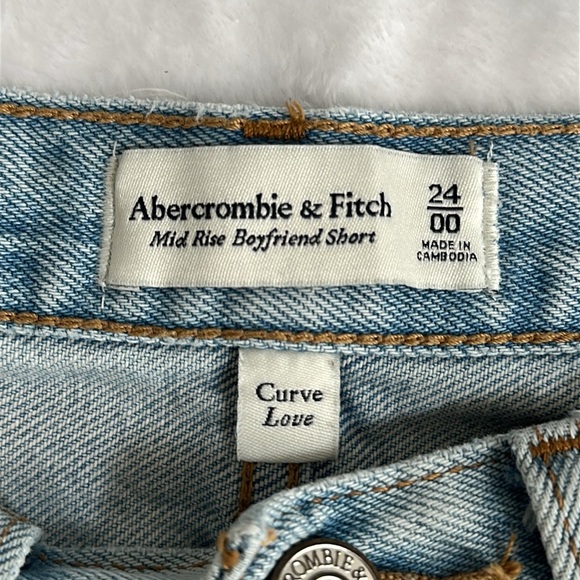 Abercrombie & Fitch
Mid Rise Boyfriend Short
24
00
MADE IN
CAMBODIA
Curve
Love